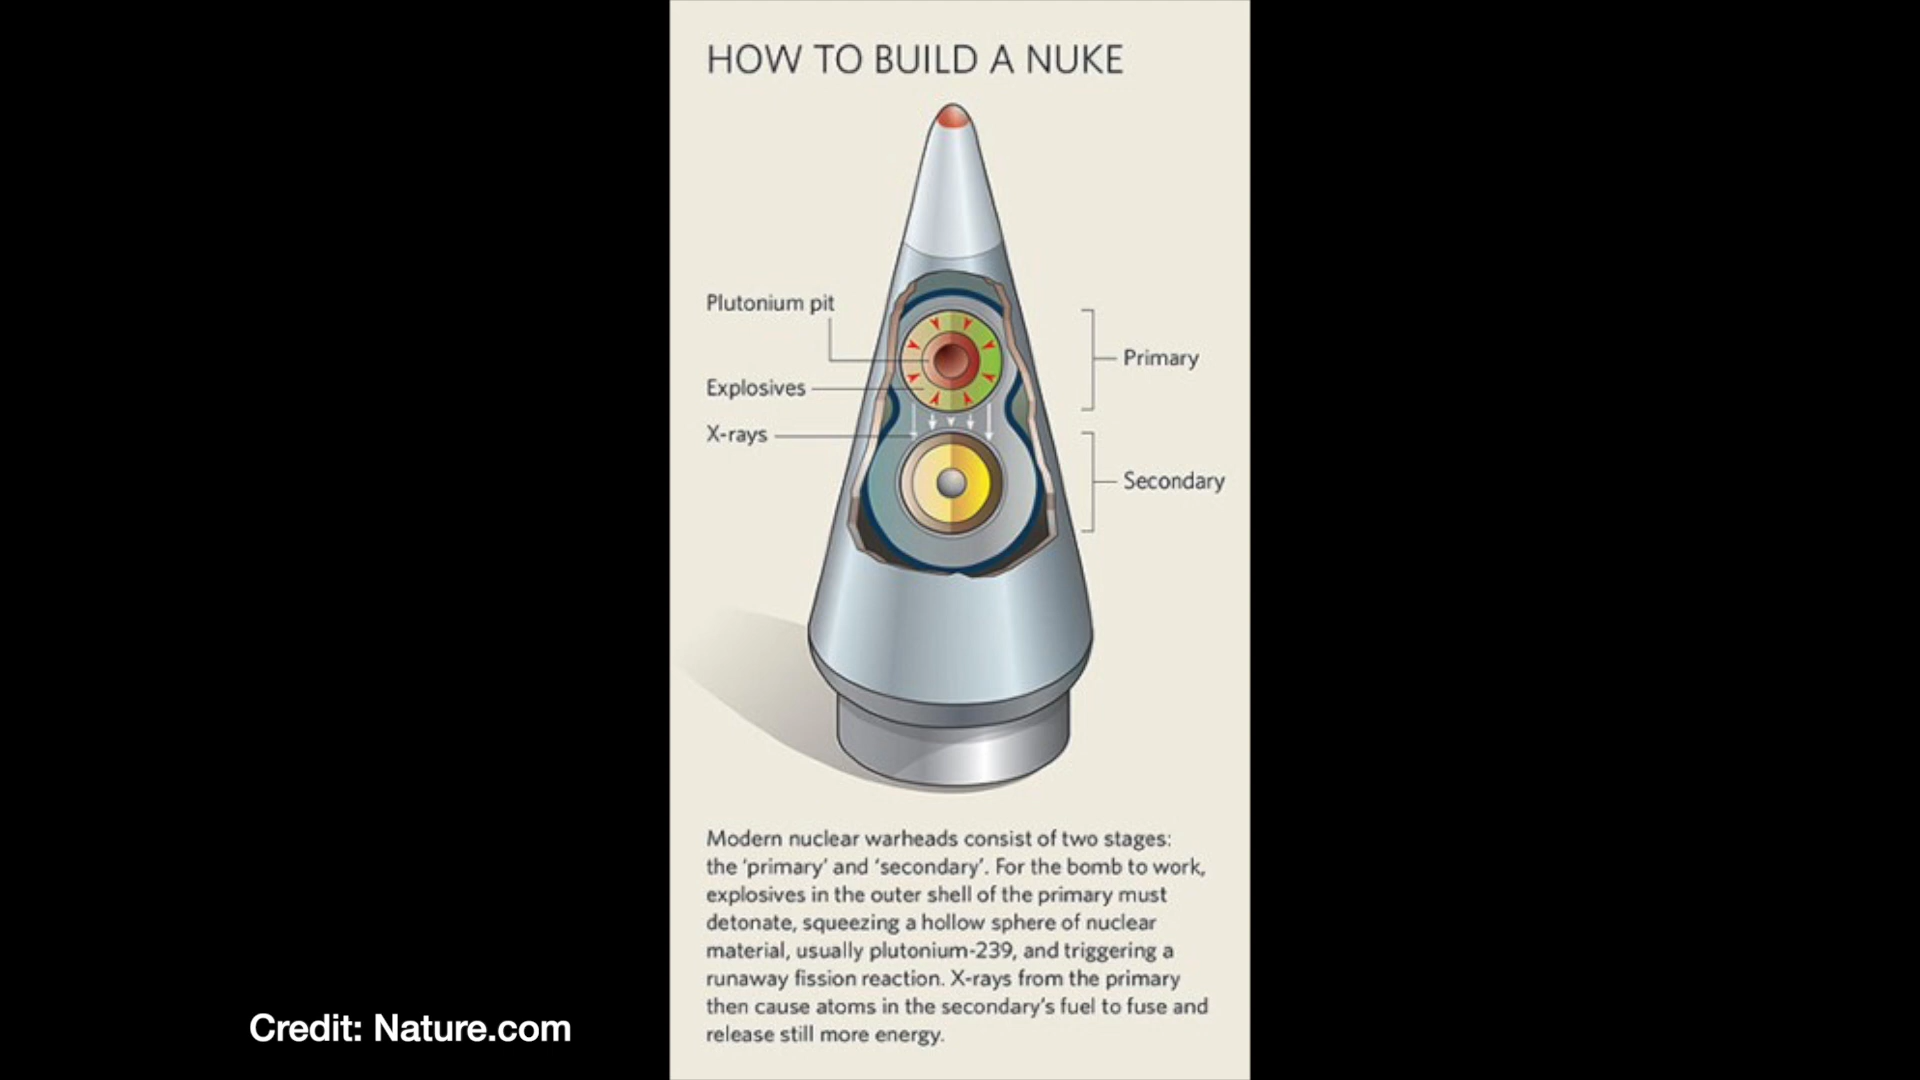 HOW TO BUILD A NUKE
Plutonium pit
Explosives
X-rays
Primary
Secondary
Modern nuclear warheads consist of two stages:
the ‘primary’ and ‘secondary’. For the bomb to work,
explosives in the outer shell of the primary must
detonate, squeezing a hollow sphere of nuclear
material, usually plutonium-239, and triggering a
runaway fission reaction. X-rays from the primary
then cause atoms in the secondary’s fuel to fuse and
release still more energy.
Credit: Nature.com